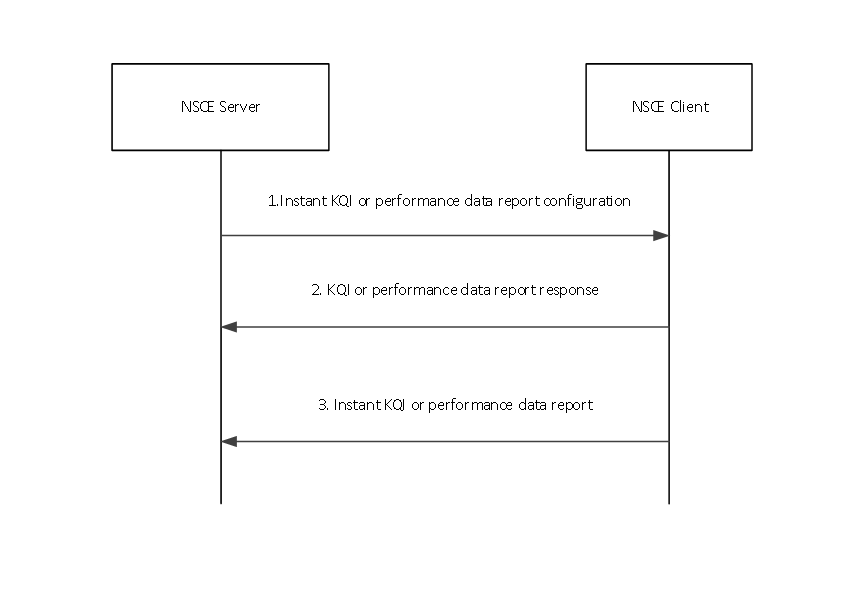 NSCE Server
NSCE Client
1.Instant KQI or performance data report configuration
2. KQI or performance data report response
3. Instant KQI or performance data report